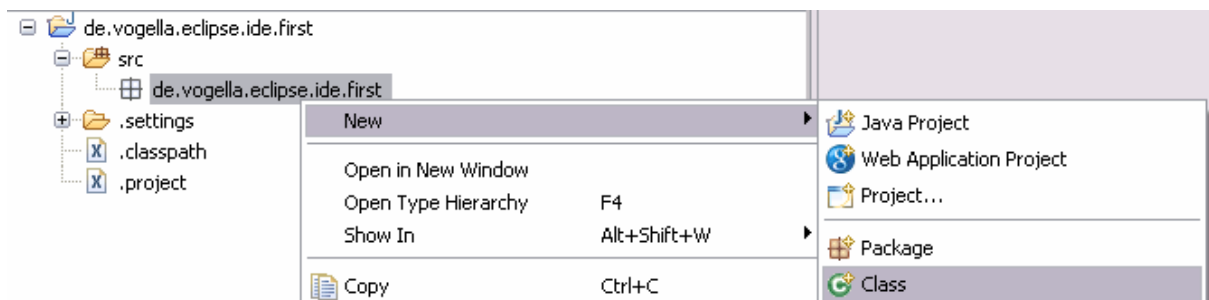 de.vogella.eclipse.ide.first
src
de.vogella.eclipse.ide.first
.settings
.classpath
.project
New
Open in New Window
Open Type Hierarchy F4
Show In Alt+Shift+W
Copy Ctrl+C
Java Project
Web Application Project
Project...
Package
Class